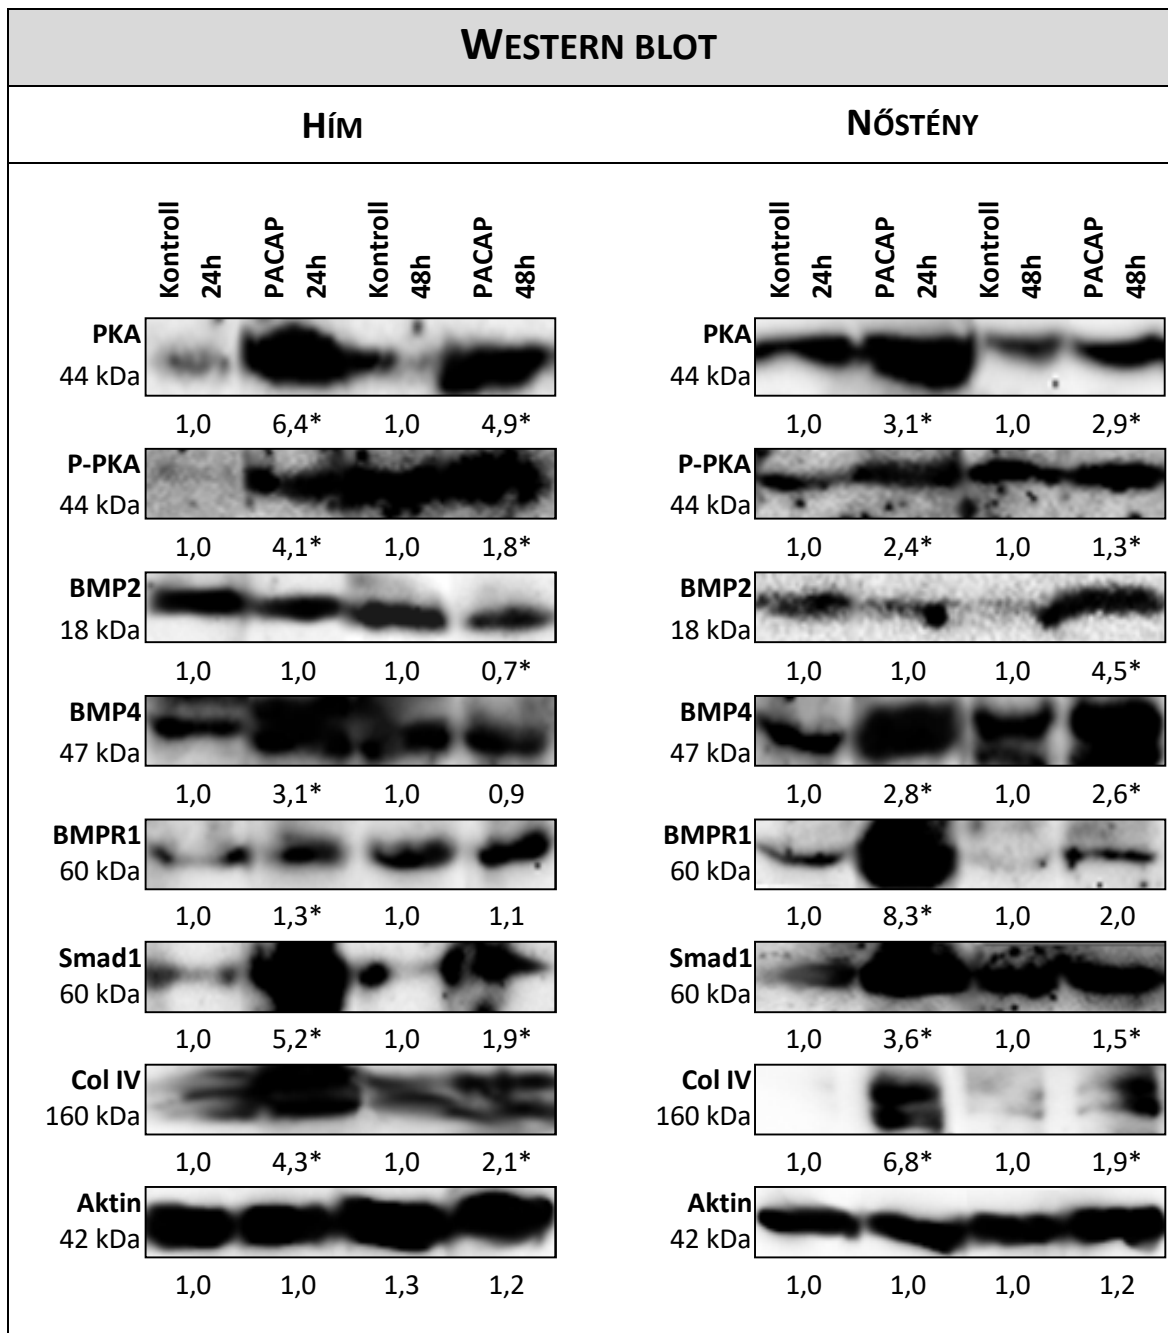 WESTERN BLOT
HÍM NŐSTÉNY
Kontroll 24h PACAP 24h Kontroll 48h PACAP 48h Kontroll 24h PACAP 24h Kontroll 48h PACAP 48h
PKA PKA
44 kDa 44 kDa
1,0 6,4* 1,0 4,9* 1,0 3,1* 1,0 2,9*
P-PKA P-PKA
44 kDa 44 kDa
1,0 4,1* 1,0 1,8* 1,0 2,4* 1,0 1,3*
BMP2 BMP2
18 kDa 18 kDa
1,0 1,0 1,0 0,7* 1,0 1,0 1,0 4,5*
BMP4 BMP4
47 kDa 47 kDa
1,0 3,1* 1,0 0,9 1,0 2,8* 1,0 2,6*
BMPR1 BMPR1
60 kDa 60 kDa
1,0 1,3* 1,0 1,1 1,0 8,3* 1,0 2,0
Smad1 Smad1
60 kDa 60 kDa
1,0 5,2* 1,0 1,9* 1,0 3,6* 1,0 1,5*
Col IV Col IV
160 kDa 160 kDa
1,0 4,3* 1,0 2,1* 1,0 6,8* 1,0 1,9*
Aktin Aktin
42 kDa 42 kDa
1,0 1,0 1,3 1,2 1,0 1,0 1,0 1,2